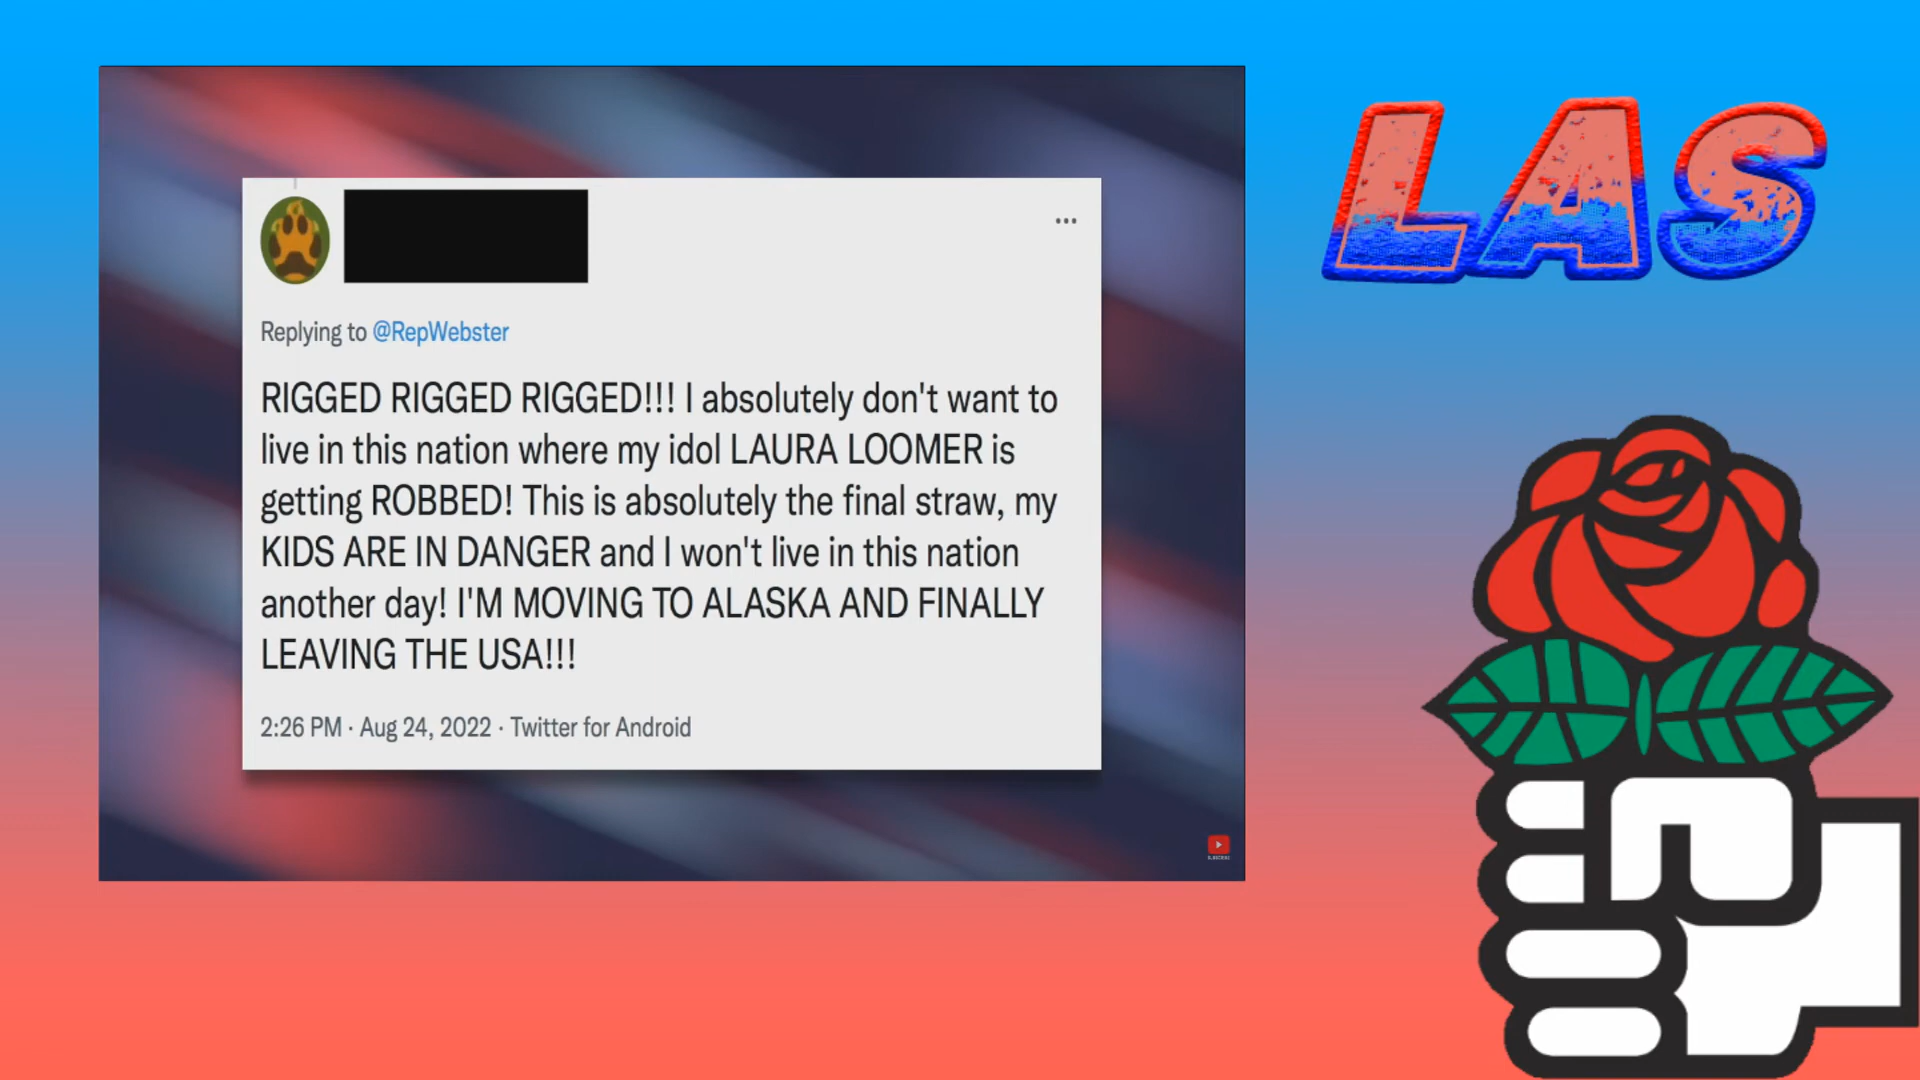 LAS
...
Replying to @RepWebster
RIGGED RIGGED RIGGED!!! I absolutely don't want to
live in this nation where my idol LAURA LOOMER is
getting ROBBED! This is absolutely the final straw, my
KIDS ARE IN DANGER and I won't live in this nation
another day! I'M MOVING TO ALASKA AND FINALLY
LEAVING THE USA!!!
2:26 PM · Aug 24, 2022 · Twitter for Android